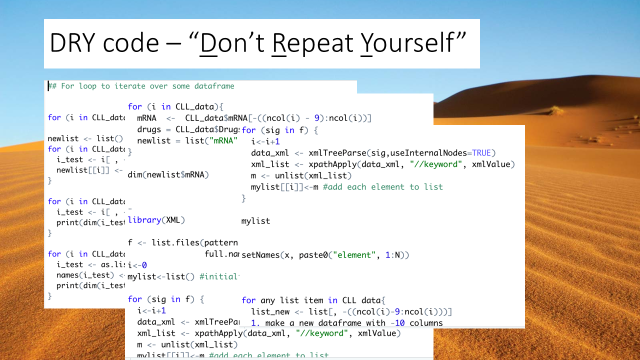 DRY code – “Don’t Repeat Yourself”
## For loop to iterate over some dataframe
for (i in CLL_data
newlist <- list()
for (i in CLL_data
i_test <- i[ ,
newlist[[i]] <-
}
for (i in CLL_data
i_test <- i[ ,
print(dim(i_test
}
for (i in CLL_data
i_test <- as.li
names(i_test) <
print(dim(i_test
}
for (i in CLL_data){
mRNA <- CLL_data$mRNA[-((ncol(i) - 9):ncol(i))]
drugs = CLL_data$Drug
newlist = list("mRNA"
}
dim(newlist$mRNA)
library(XML)
f <- list.files(pattern
full.na
i<-0
mylist<-list() #initial
for (sig in f) {
i<-i+1
data_xml <- xmlTreePa
xml_list <- xpathApply(data_xml, "//keyword", xmlValue)
m <- unlist(xml_list)
mylist[[i]]<-m #add each element to list
for (sig in f) {
i<-i+1
data_xml <- xmlTreeParse(sig,useInternalNodes=TRUE)
xml_list <- xpathApply(data_xml, "//keyword", xmlValue)
m <- unlist(xml_list)
mylist[[i]]<-m #add each element to list
}
mylist
setNames(x, paste0("element", 1:N))
for any list item in CLL data{
list_new <- list[, -((ncol(i)-9:ncol(i)))]
1. make a new dataframe with -10 columns